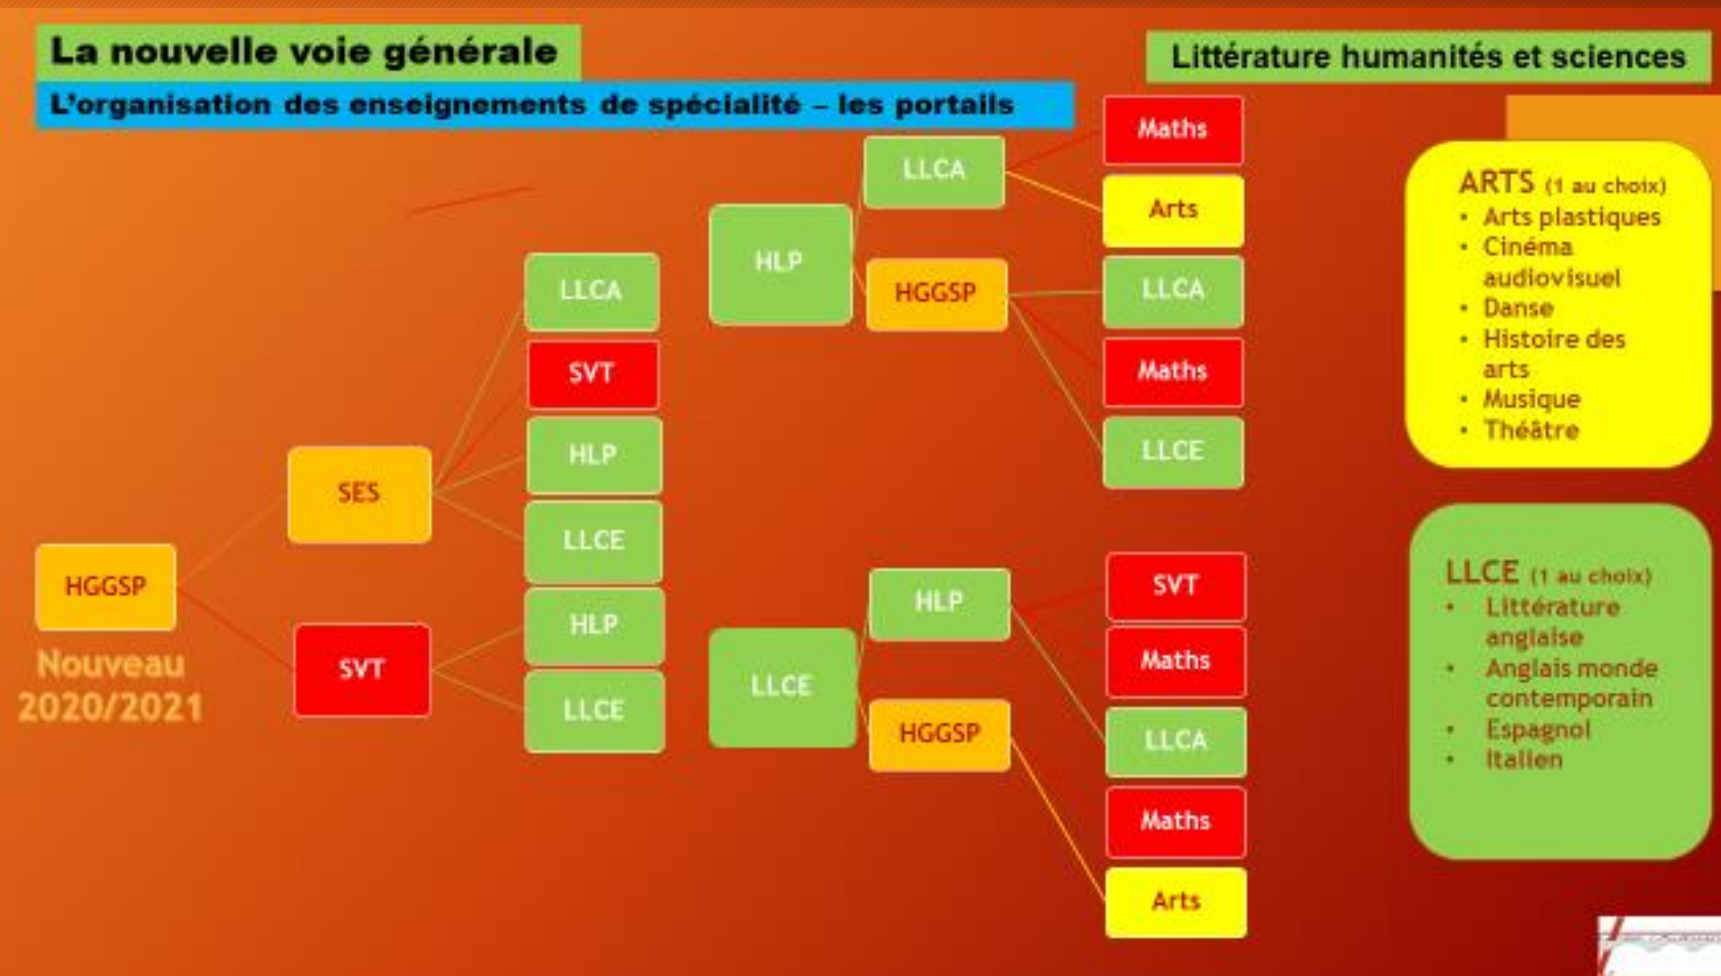 La nouvelle voie générale
Littérature humanités et sciences
L'organisation des enseignements de spécialité – les portails
HGGSP
Nouveau
2020/2021
SES
SVT
LLCA
SVT
HLP
LLCE
HLP
LLCE
HLP
LLCA
HGGSP
Maths
Arts
LLCA
Maths
LLCE
LLCE
HLP
HGGSP
SVT
Maths
LLCA
Maths
Arts
ARTS (1 au choix)
• Arts plastiques
• Cinéma
audiovisuel
• Danse
• Histoire des
arts
• Musique
• Théâtre
LLCE (1 au choix)
• Littérature
anglaise
• Anglais monde
contemporain
• Espagnol
• Italien